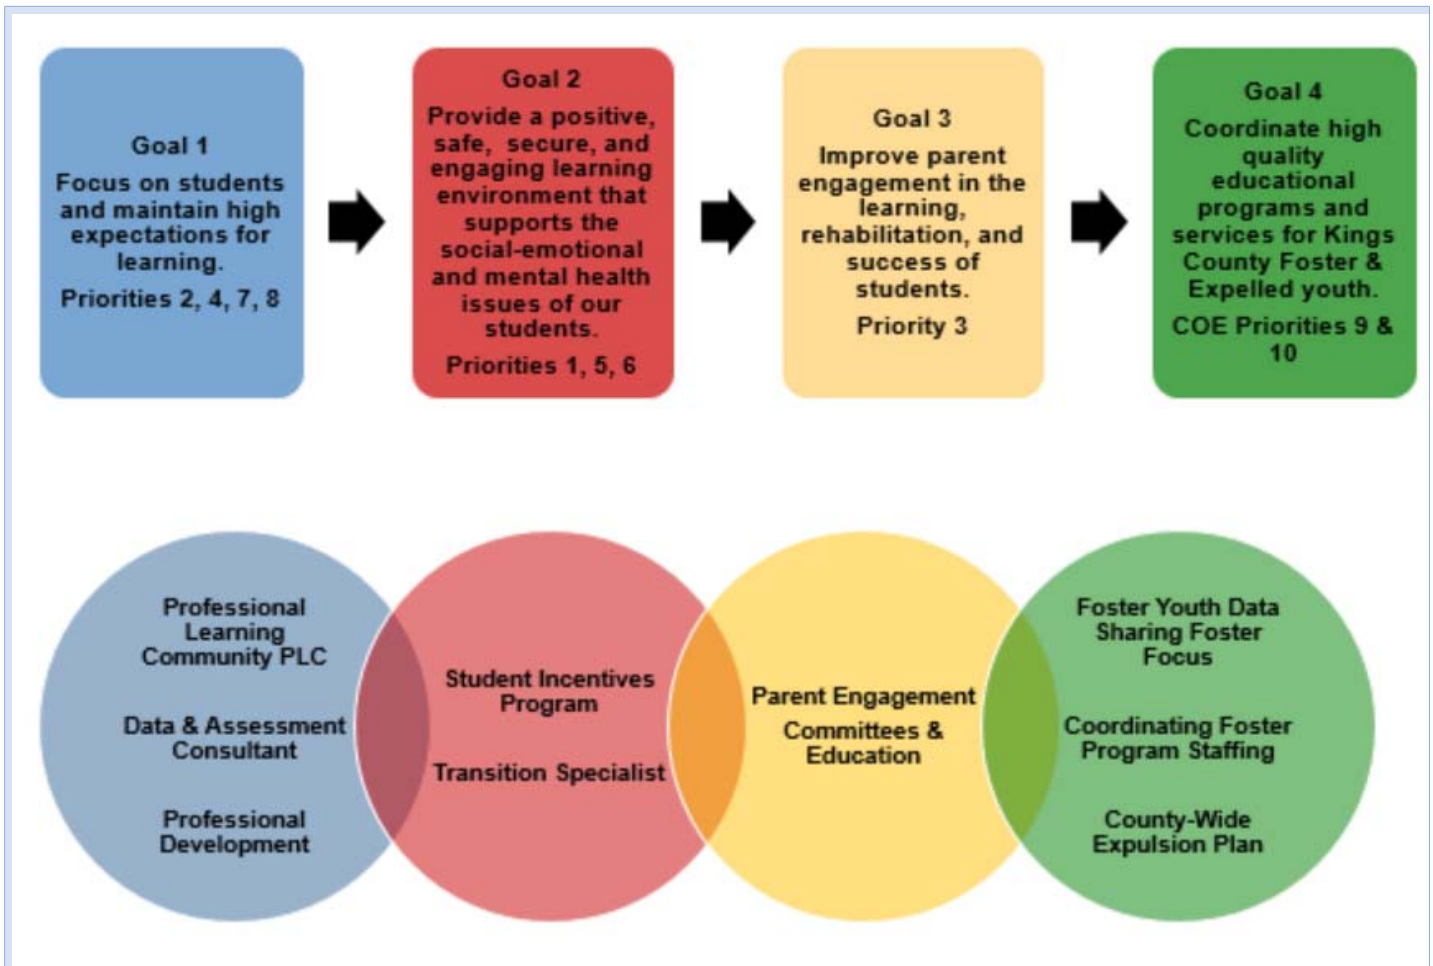 Goal 1
Focus on students
and maintain high
expectations for
learning.
Priorities 2, 4, 7, 8
Goal 2
Provide a positive,
safe, secure, and
engaging learning
environment that
supports the
social-emotional
and mental health
issues of our
students.
Priorities 1, 5, 6
Goal 3
Improve parent
engagement in the
learning,
rehabilitation, and
success of
students.
Priority 3
Goal 4
Coordinate high
quality
educational
programs and
services for Kings
County Foster &
Expelled youth.
COE Priorities 9 &
10
Professional
Learning
Community PLC
Data & Assessment
Consultant
Professional
Development
Student Incentives
Program
Transition Specialist
Parent Engagement
Committees &
Education
Foster Youth Data
Sharing Foster
Focus
Coordinating Foster
Program Staffing
County-Wide
Expulsion Plan